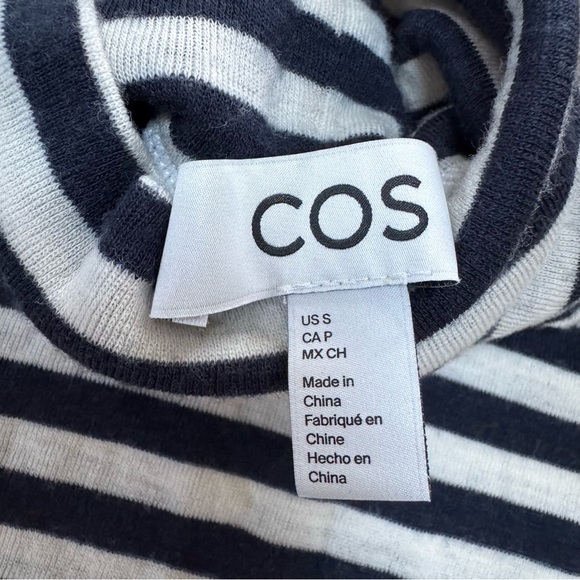 COS
US S
CA P
MX CH
Made in
China
Fabriqué en
Chine
Hecho en
China